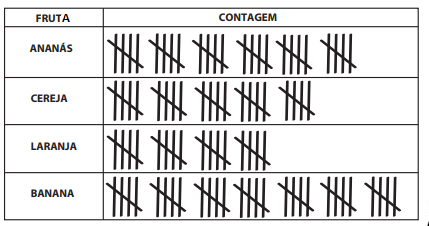 FRUTA CONTAGEM
ANANÁS
CEREJA
LARANJA
BANANA